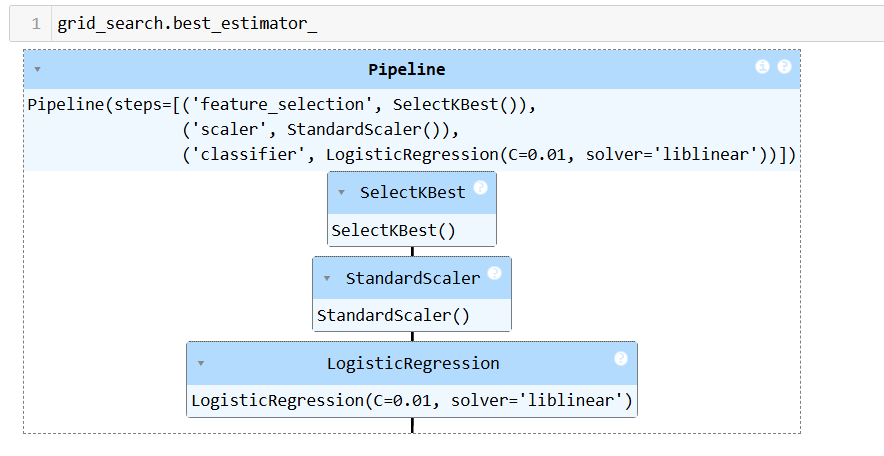 1 grid_search.best_estimator_
Pipeline
i ?
Pipeline(steps=[('feature_selection', SelectKBest()),
('scaler', StandardScaler()),
('classifier', LogisticRegression(C=0.01, solver='liblinear'))])
SelectKBest ?
SelectKBest()
StandardScaler ?
StandardScaler()
LogisticRegression ?
LogisticRegression(C=0.01, solver='liblinear')